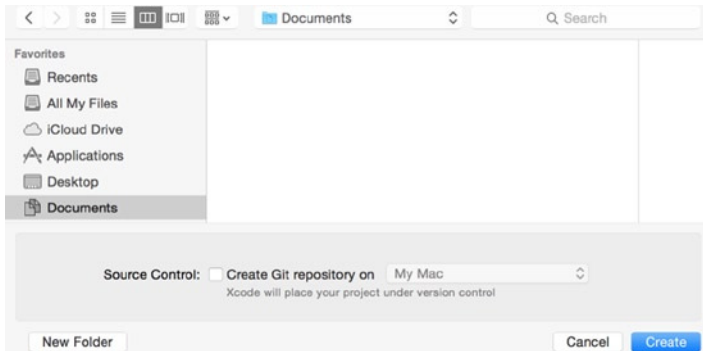 Documents
Search
Favorites
Recents
All My Files
iCloud Drive
Applications
Desktop
Documents
Source Control: Create Git repository on My Mac
Xcode will place your project under version control
New Folder Cancel Create